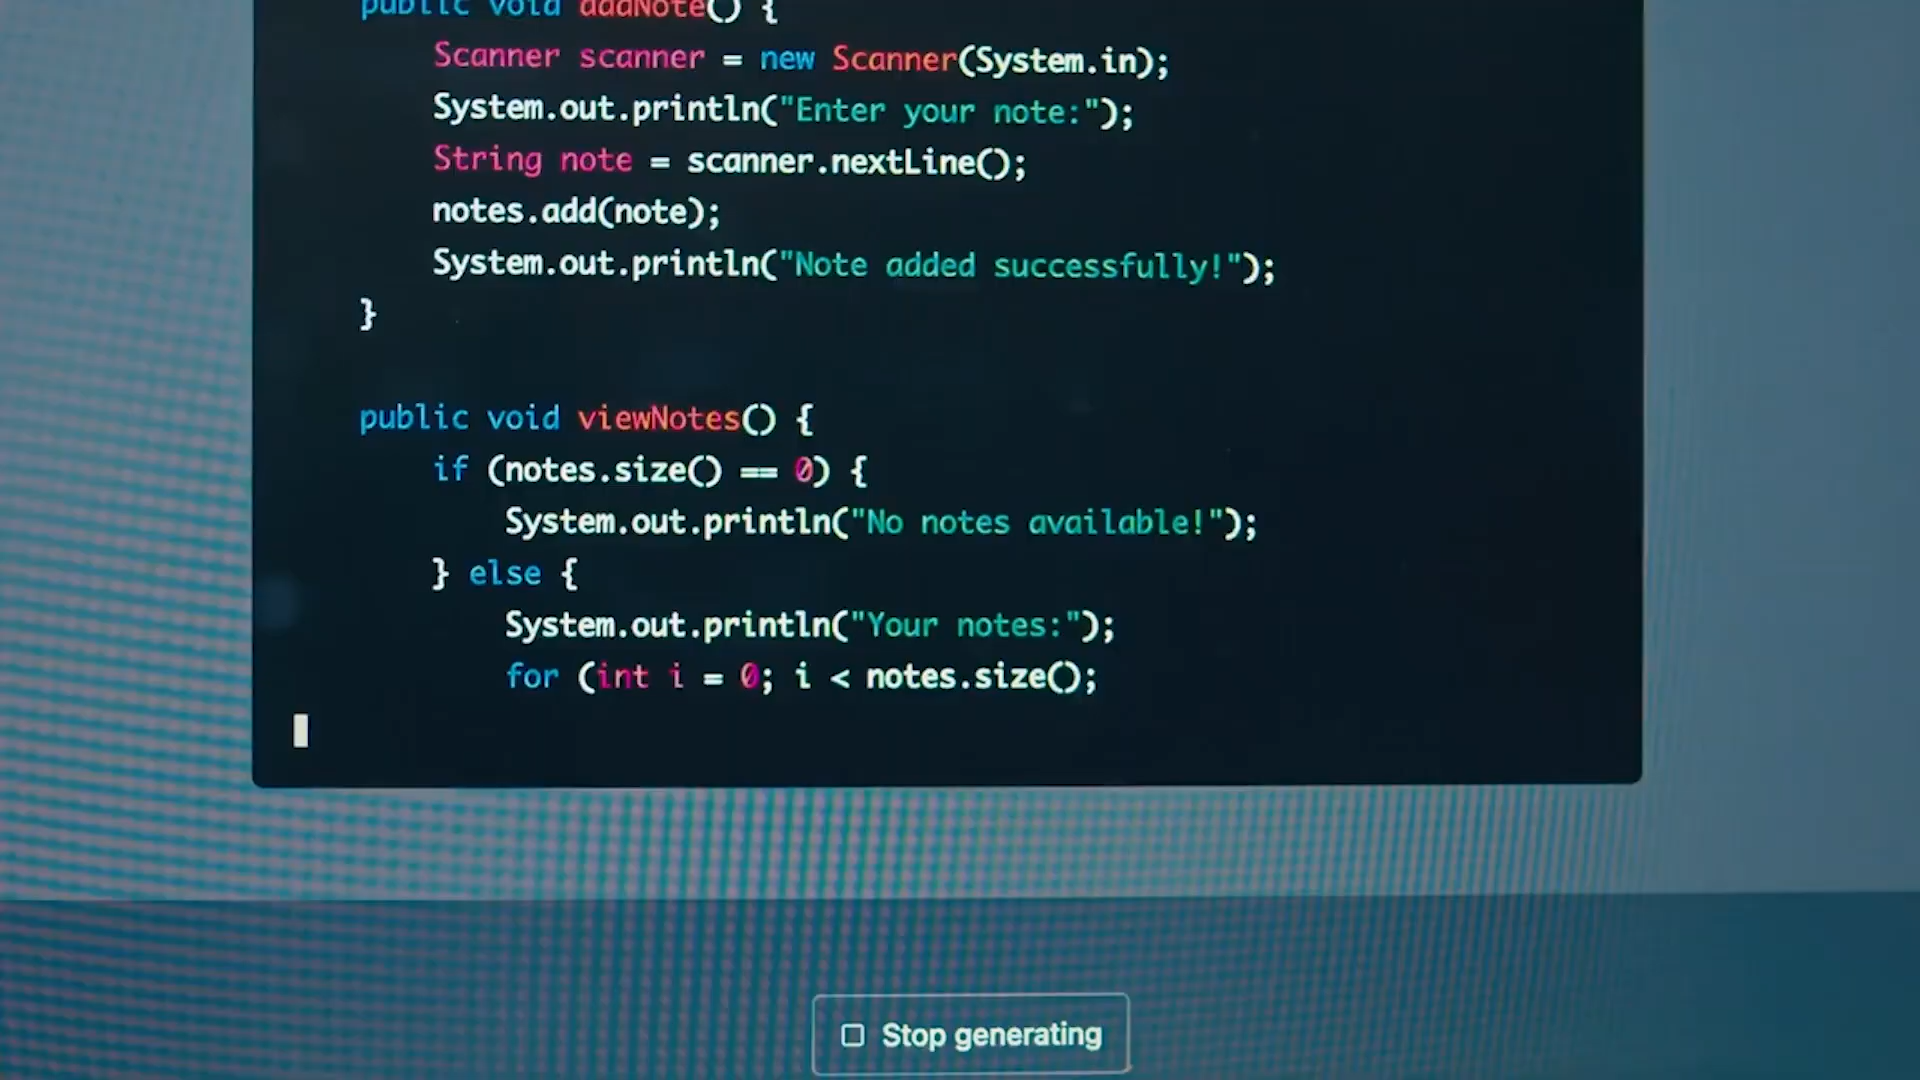 public void addNote() {
Scanner scanner = new Scanner(System.in);
System.out.println("Enter your note:");
String note = scanner.nextLine();
notes.add(note);
System.out.println("Note added successfully!");
}
public void viewNotes() {
if (notes.size() == 0) {
System.out.println("No notes available!");
} else {
System.out.println("Your notes:");
for (int i = 0; i < notes.size();
Stop generating